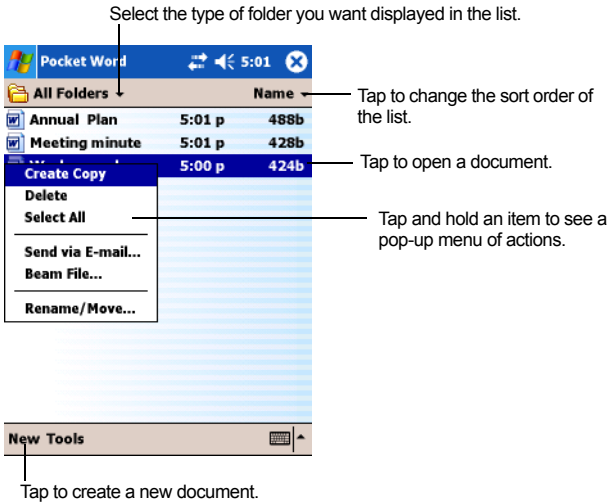 Select the type of folder you want displayed in the list.
Pocket Word 5:01
All Folders Name
Annual Plan 5:01 p 488b
Meeting minute 5:01 p 428b
5:00 p 424b
Create Copy
Delete
Select All
Send via E-mail...
Beam File...
Rename/Move...
Tap to change the sort order of
the list.
Tap to open a document.
Tap and hold an item to see a
pop-up menu of actions.
New Tools
Tap to create a new document.